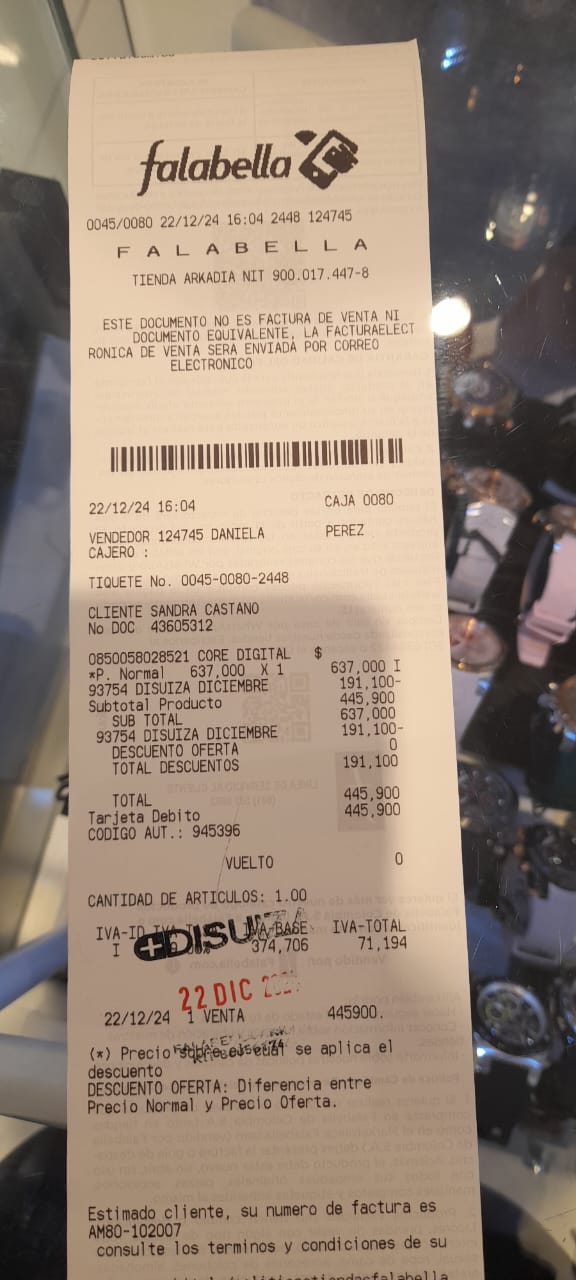 falabella
0045/0080 22/12/24 16:04 2448 124745
F A L A B E L L A
TIENDA ARKADIA NIT 900.017.447-8
ESTE DOCUMENTO NO ES FACTURA DE VENTA NI
DOCUMENTO EQUIVALENTE, LA FACTURAELECT
RONICA DE VENTA SERA ENVIADA POR CORREO
ELECTRONICO
22/12/24 16:04 CAJA 0080
VENDEDOR 124745 DANIELA PEREZ
CAJERO :
TIQUETE No. 0045-0080-2448
CLIENTE SANDRA CASTANO
No DOC 43605312
0850058028521 CORE DIGITAL $
*P. Normal 637,000 X 1 637,000 I
93754 DISUIZA DICIEMBRE 191,100-
Subtotal Producto 445,900
SUB TOTAL 637,000
93754 DISUIZA DICIEMBRE 191,100-
DESCUENTO OFERTA 0
TOTAL DESCUENTOS 191,100
TOTAL 445,900
Tarjeta Debito 445,900
CODIGO AUT.: 945396
VUELTO 0
CANTIDAD DE ARTICULOS: 1.00
IVA-ID IVA-BASE IVA-TOTAL
I 374,706 71,194
DISUIZA
22 DIC
22/12/24 1 VENTA 445900.
(*) Precio sobre el cual se aplica el
descuento
DESCUENTO OFERTA: Diferencia entre
Precio Normal y Precio Oferta.
Estimado cliente, su numero de factura es
AM80-102007
consulte los terminos y condiciones de su